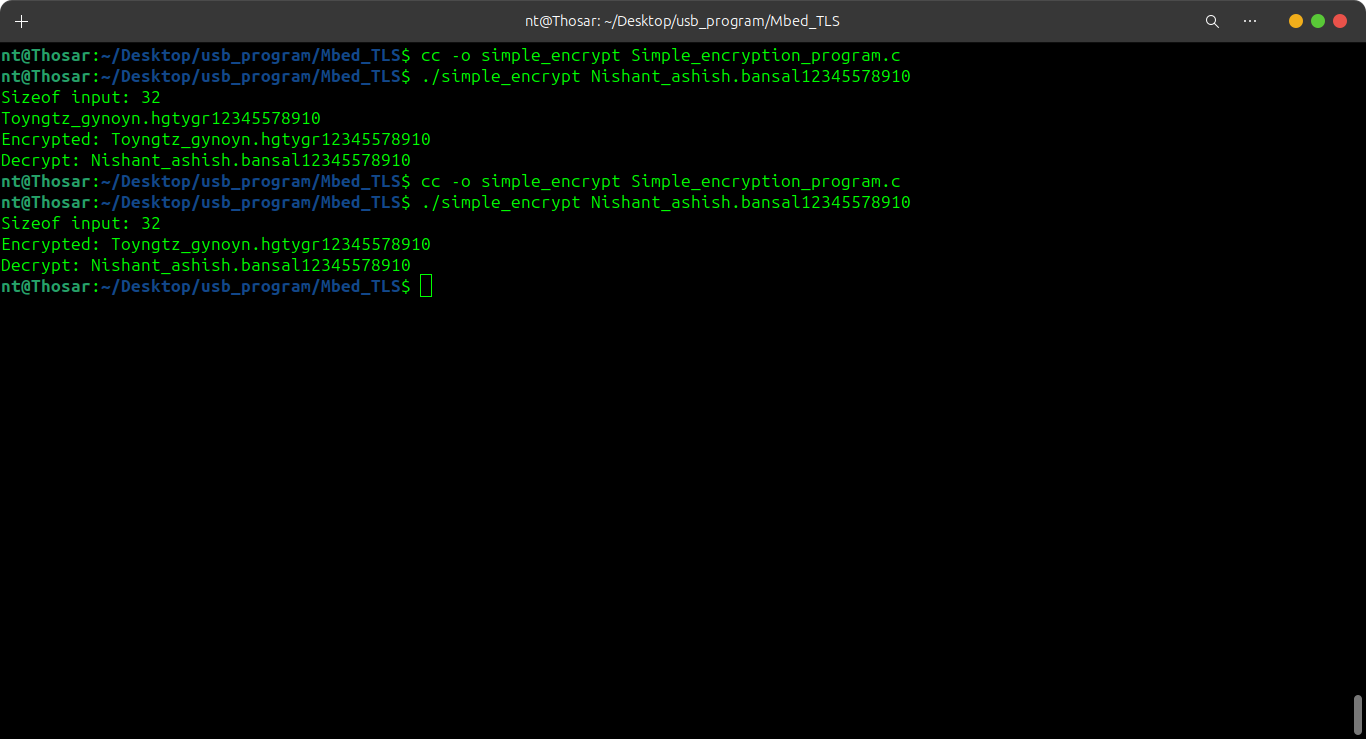 nt@Thosar: ~/Desktop/usb_program/Mbed_TLS
nt@Thosar:~/Desktop/usb_program/Mbed_TLS$ cc -o simple_encrypt Simple_encryption_program.c
nt@Thosar:~/Desktop/usb_program/Mbed_TLS$ ./simple_encrypt Nishant_ashish.bansal12345578910
Sizeof input: 32
Toyngtz_gynoyn.hgtygr12345578910
Encrypted: Toyngtz_gynoyn.hgtygr12345578910
Decrypt: Nishant_ashish.bansal12345578910
nt@Thosar:~/Desktop/usb_program/Mbed_TLS$ cc -o simple_encrypt Simple_encryption_program.c
nt@Thosar:~/Desktop/usb_program/Mbed_TLS$ ./simple_encrypt Nishant_ashish.bansal12345578910
Sizeof input: 32
Encrypted: Toyngtz_gynoyn.hgtygr12345578910
Decrypt: Nishant_ashish.bansal12345578910
nt@Thosar:~/Desktop/usb_program/Mbed_TLS$